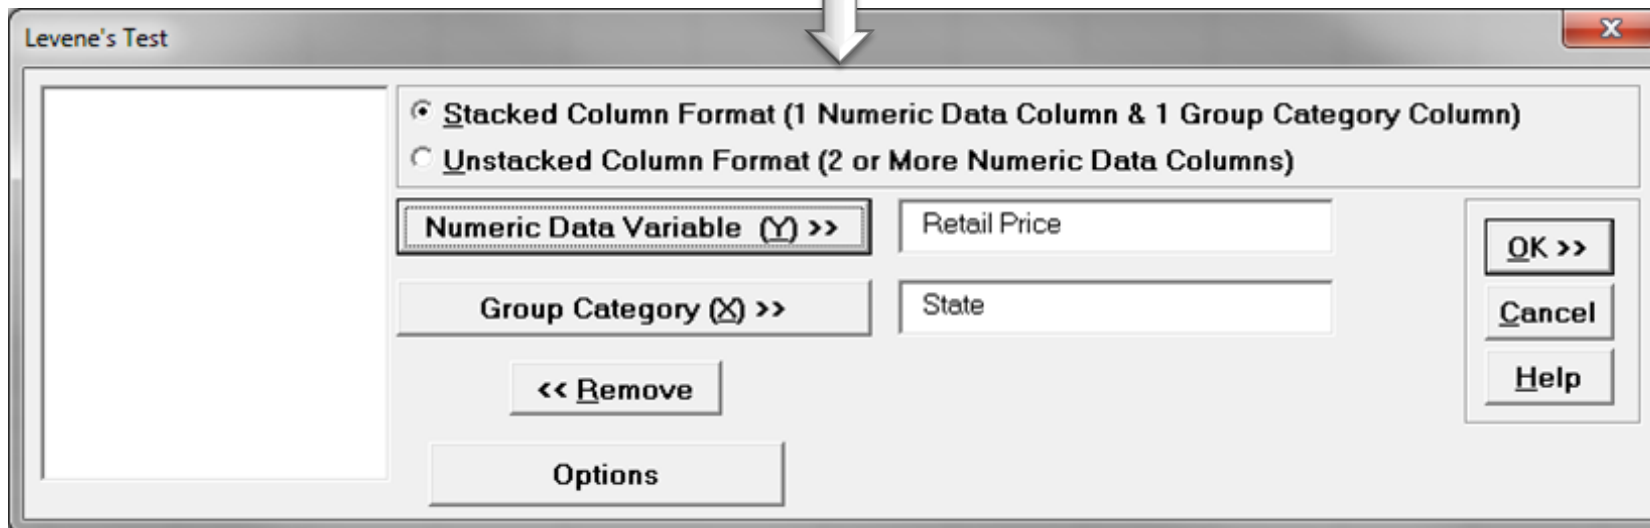 Levene's Test
Stacked Column Format (1 Numeric Data Column & 1 Group Category Column)
Unstacked Column Format (2 or More Numeric Data Columns)
Numeric Data Variable (Y) >> Retail Price
Group Category (X) >> State
<< Remove
Options
OK >>
Cancel
Help